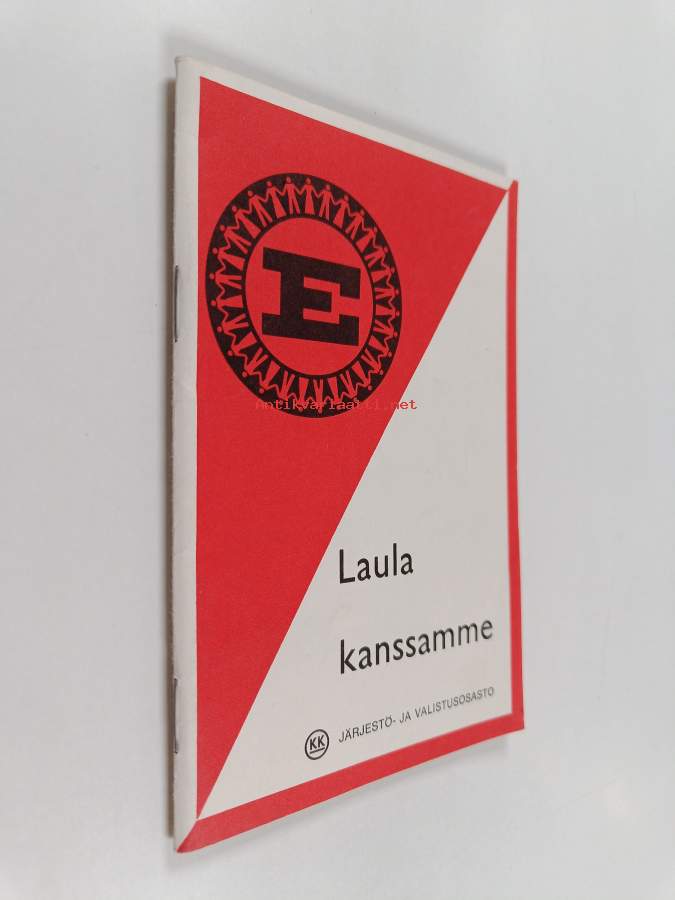 E
antikvariaatti.net
Laula
kanssamme
KK JÄRJESTÖ- JA VALISTUSOSASTO